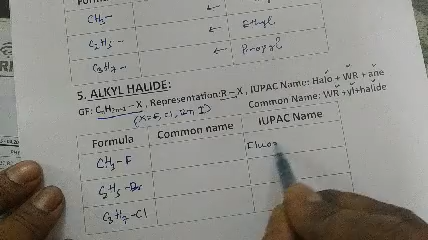 CH₃–
←
C₂H₅–
← Ethyl
C₃H₇–
← Propyl
5. ALKYL HALIDE:
GF: CₙH₂ₙ₊₁–X, Representation: R–X, IUPAC Name: Halo + WR + ane
(X=F, Cl, Br, I)
Common Name: WR + yl+halide
Formula Common name IUPAC Name
CH₃–F Fluo
C₂H₅–Br
C₃H₇–Cl